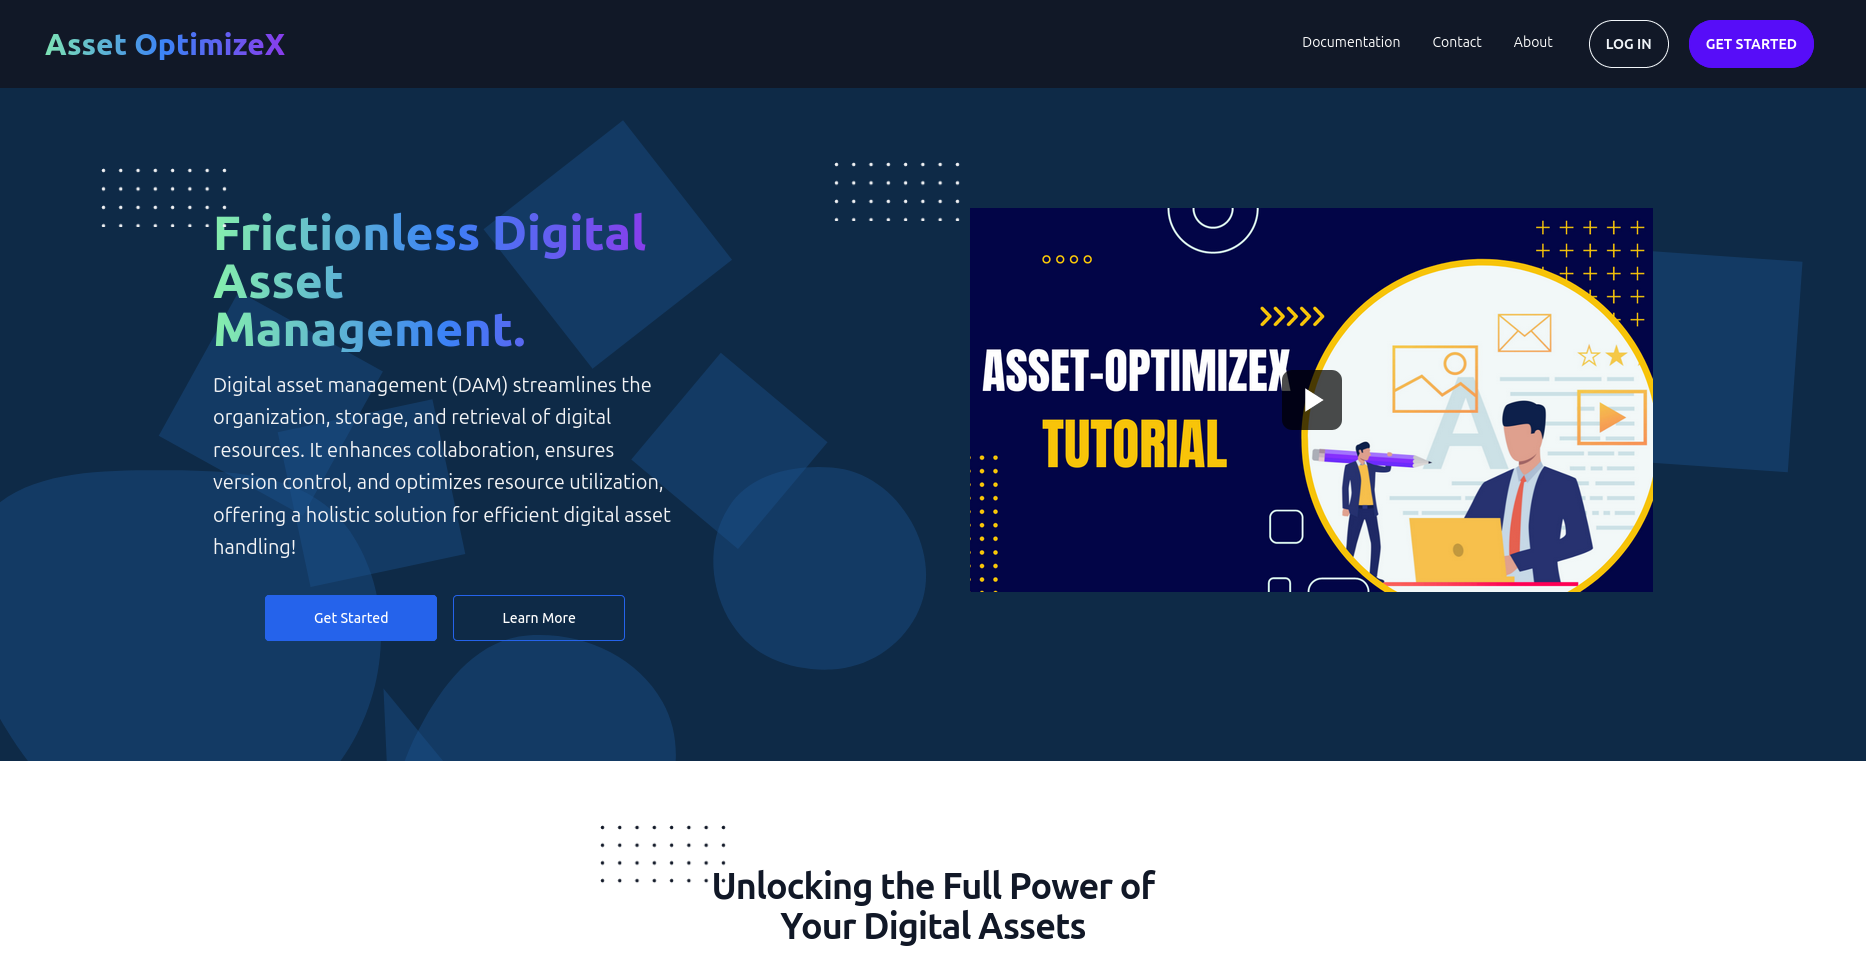 Asset OptimizeX
Documentation
Contact
About
LOG IN
GET STARTED
Frictionless Digital
Asset
Management.
Digital asset management (DAM) streamlines the
organization, storage, and retrieval of digital
resources. It enhances collaboration, ensures
version control, and optimizes resource utilization,
offering a holistic solution for efficient digital asset
handling!
Get Started
Learn More
ASSET-OPTIMIZEX
TUTORIAL
A
Unlocking the Full Power of
Your Digital Assets